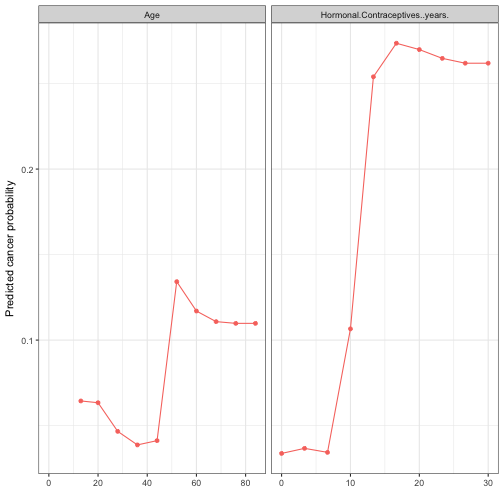 Age
Hormonal.Contraceptives..years.
Predicted cancer probability
0.2
0.1
0 20 40 60 80
0 10 20 30